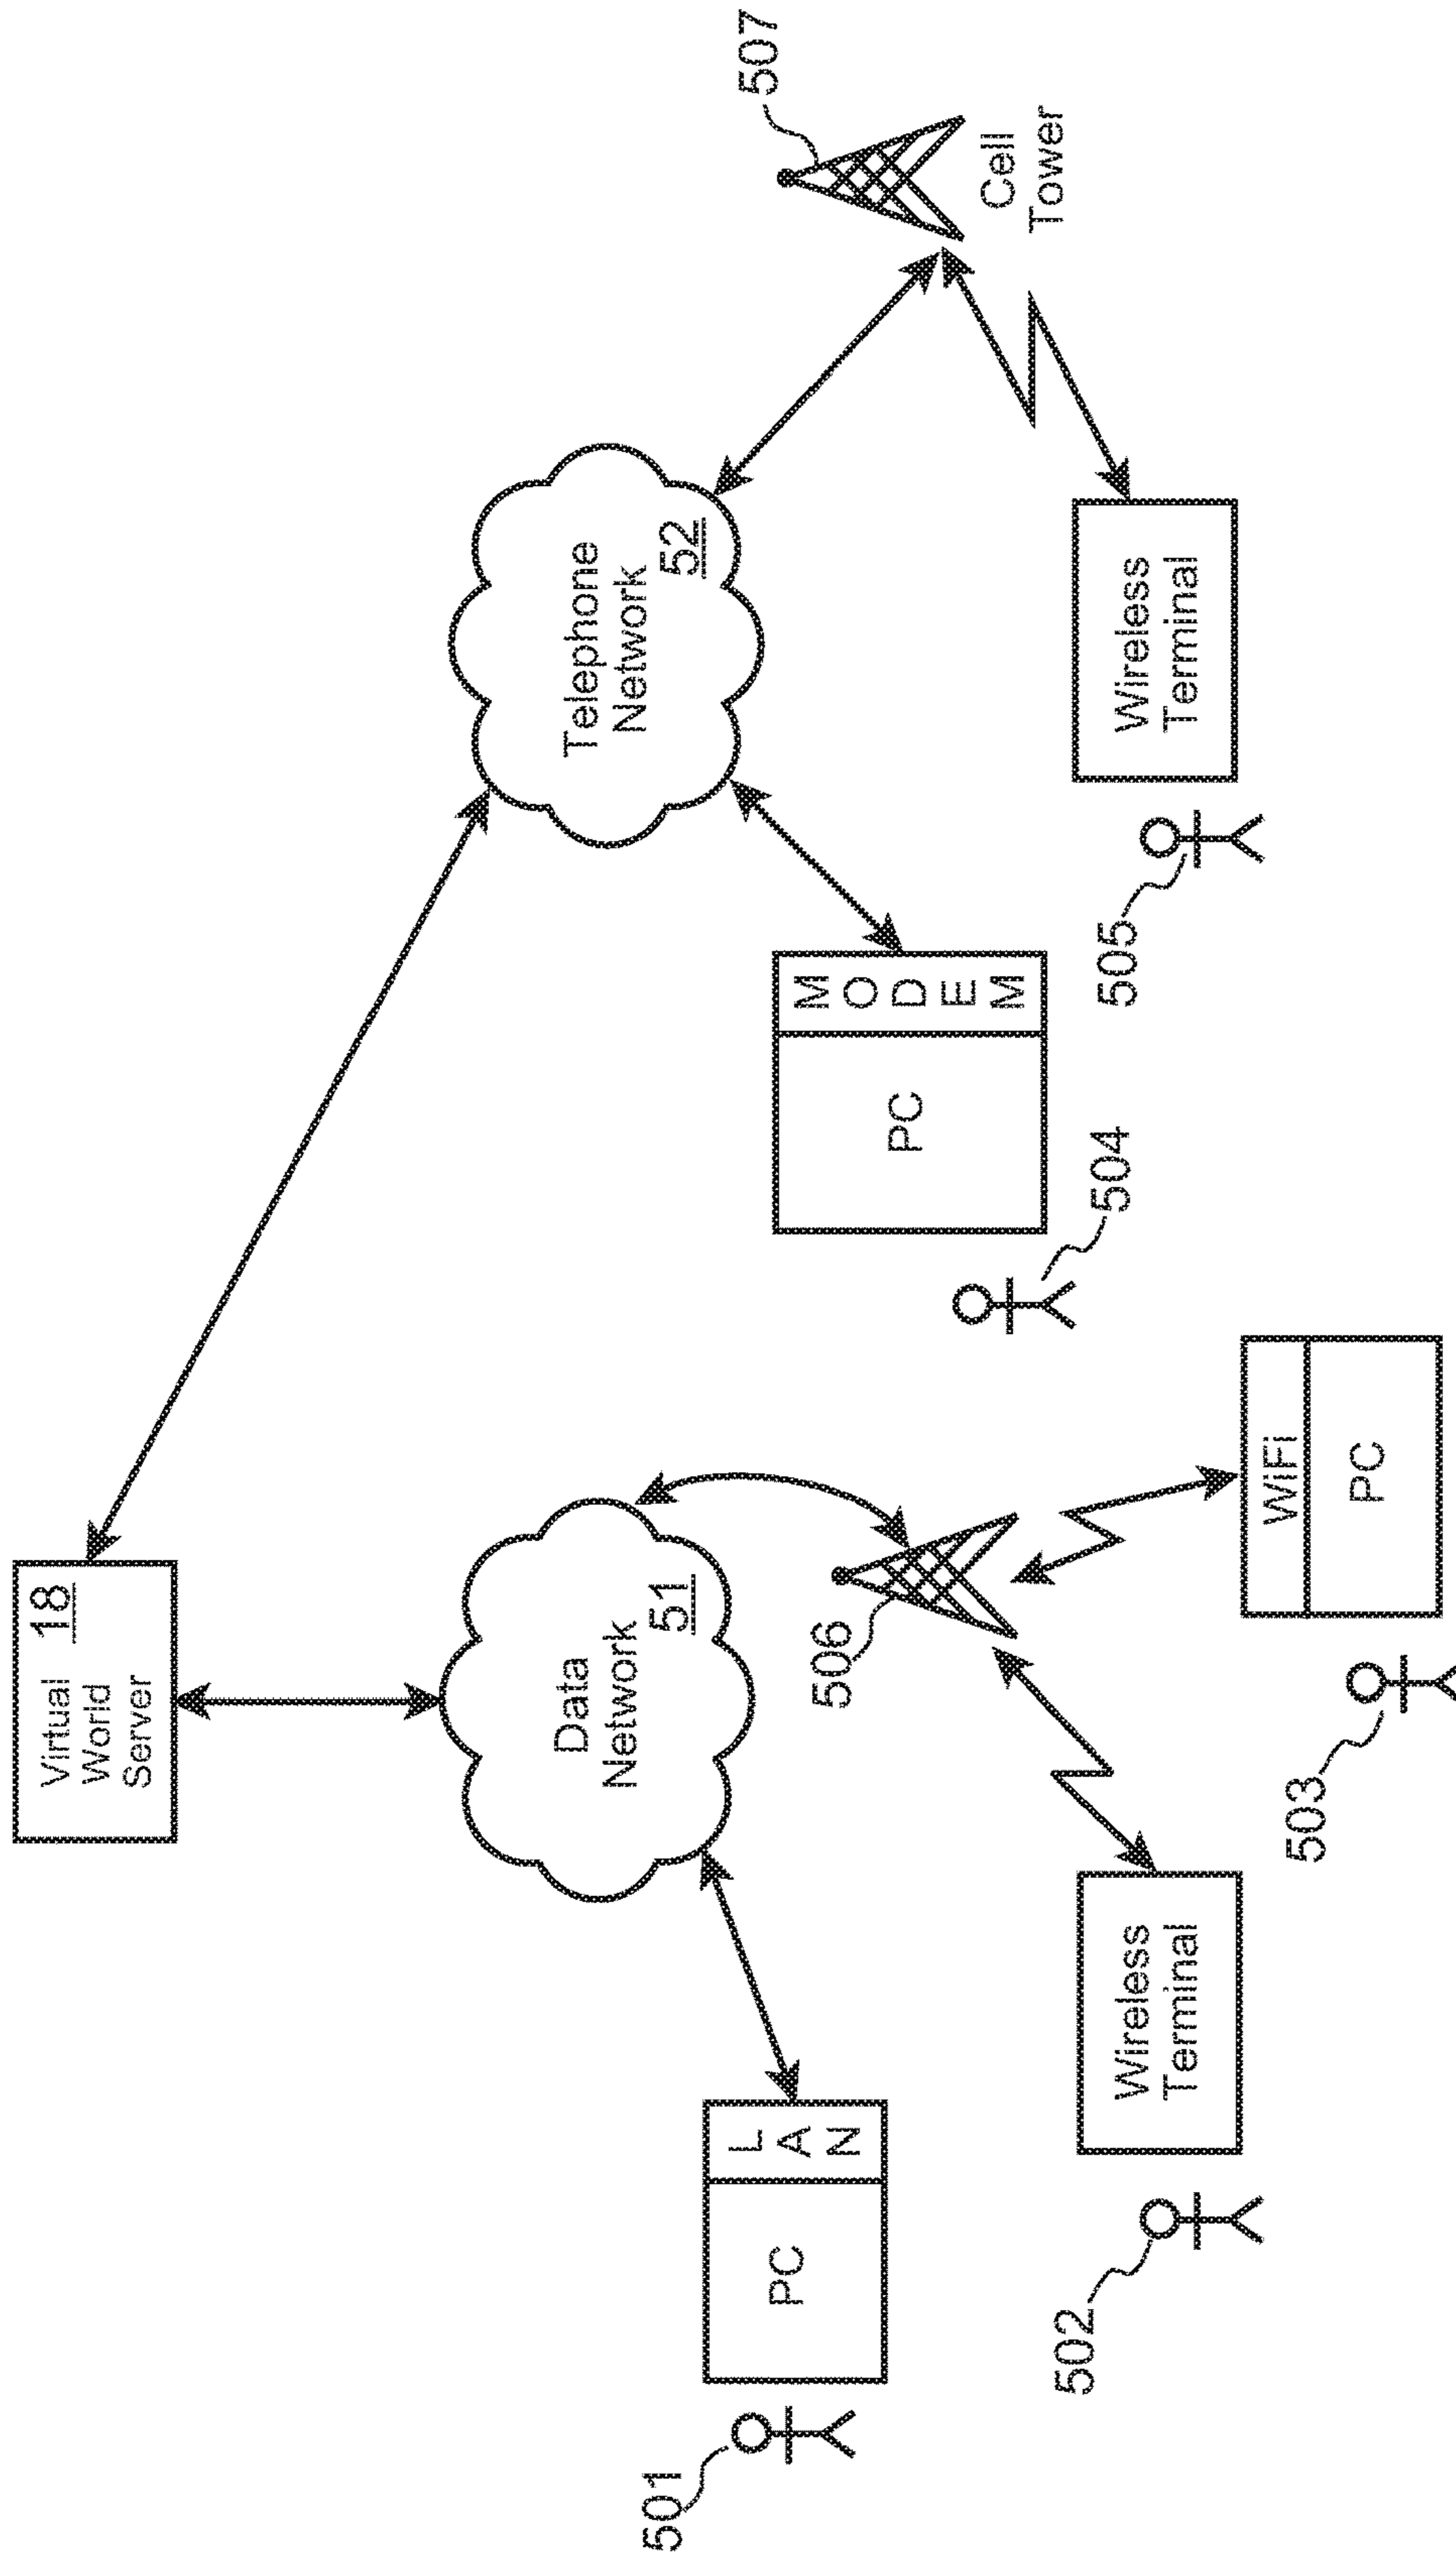 Virtual
World
Server
18
Data
Network
51
Telephone
Network
52
501
PC
L
A
N
502
Wireless
Terminal
506
503
WiFi
PC
504
PC
M
O
D
E
M
505
Wireless
Terminal
507
Cell
Tower